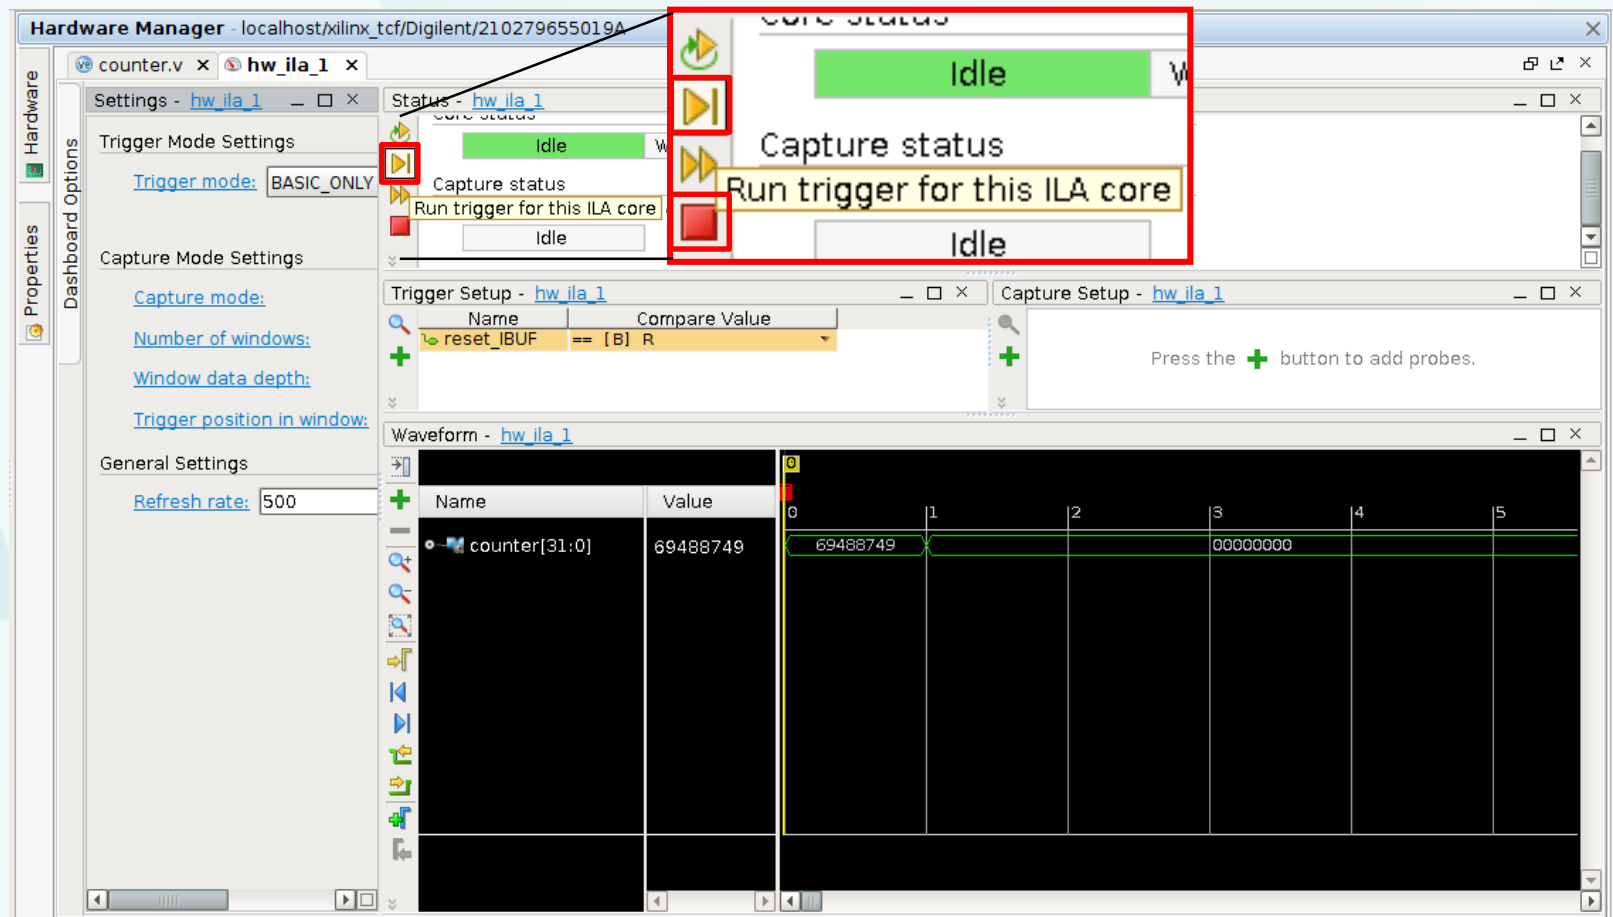 Hardware Manager - localhost/xilinx_tcf/Digilent/210279655019A
counter.v
hw_ila_1
Hardware
Properties
Dashboard Options
Settings - hw_ila_1
Trigger Mode Settings
Trigger mode: BASIC_ONLY
Capture Mode Settings
Capture mode:
Number of windows:
Window data depth:
Trigger position in window:
General Settings
Refresh rate: 500
Status - hw_ila_1
Core status
Idle
W
Capture status
Run trigger for this ILA core
Idle
Core status
Idle
W
Capture status
Run trigger for this ILA core
Idle
Trigger Setup - hw_ila_1
Name Compare Value
reset_IBUF == [B] R
Capture Setup - hw_ila_1
Press the + button to add probes.
Waveform - hw_ila_1
Name Value
counter[31:0] 69488749
0
0 1 2 3 4 5
69488749 00000000